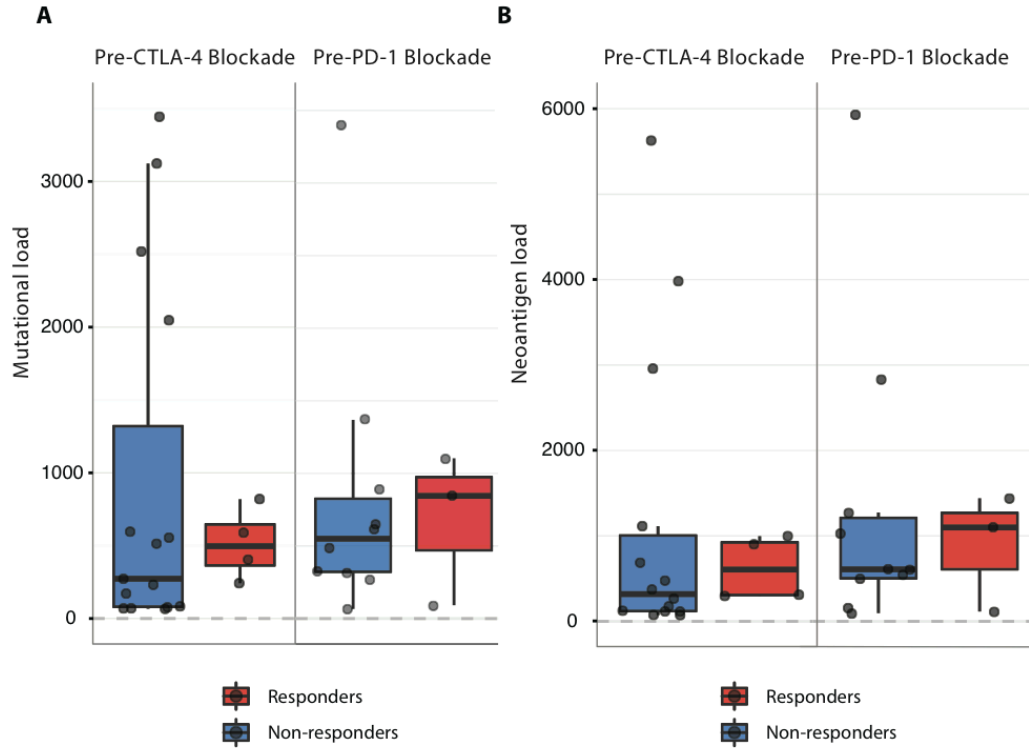 A
Pre-CTLA-4 Blockade
Pre-PD-1 Blockade
Mutational load
3000
2000
1000
0
Responders
Non-responders
B
Pre-CTLA-4 Blockade
Pre-PD-1 Blockade
Neoantigen load
6000
4000
2000
0
Responders
Non-responders